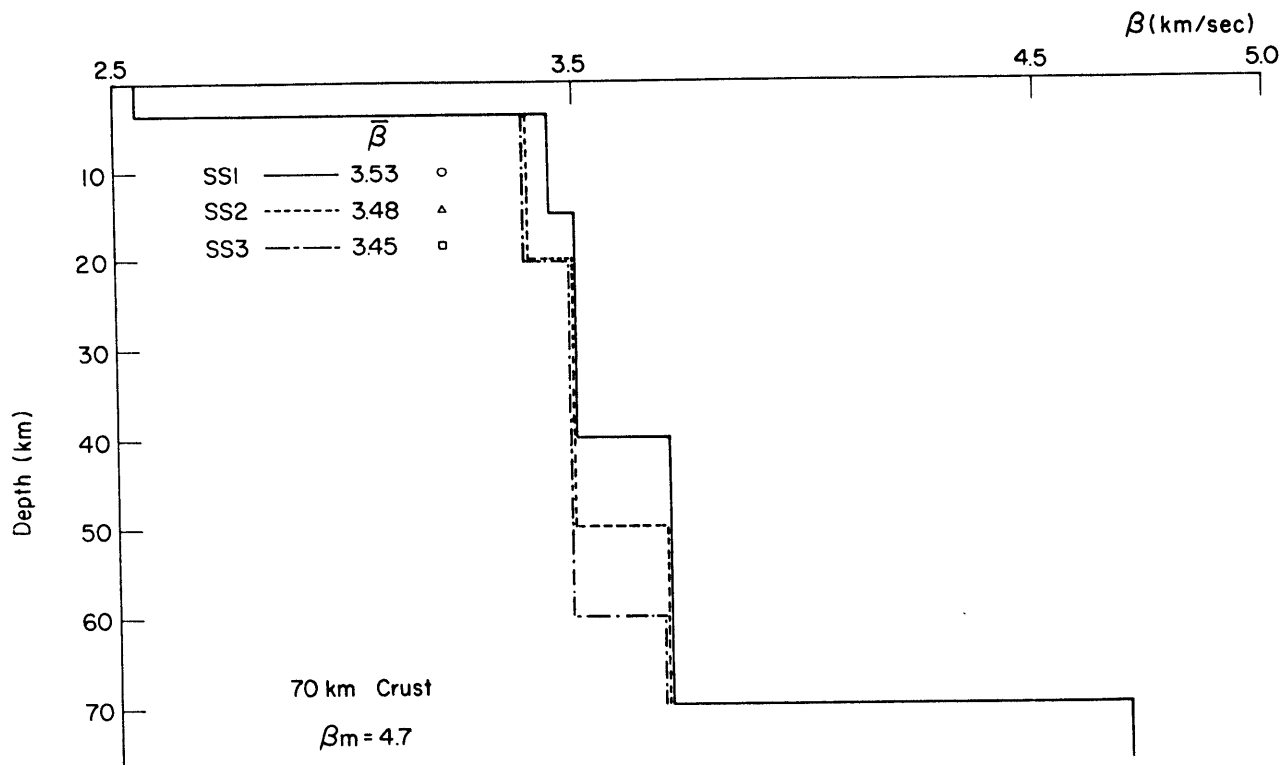 β(km/sec)
2.5 3.5 4.5 5.0
β̅
SS1 3.53
SS2 3.48
SS3 3.45
10
20
30
40
50
60
70
Depth (km)
70 km Crust
βm = 4.7